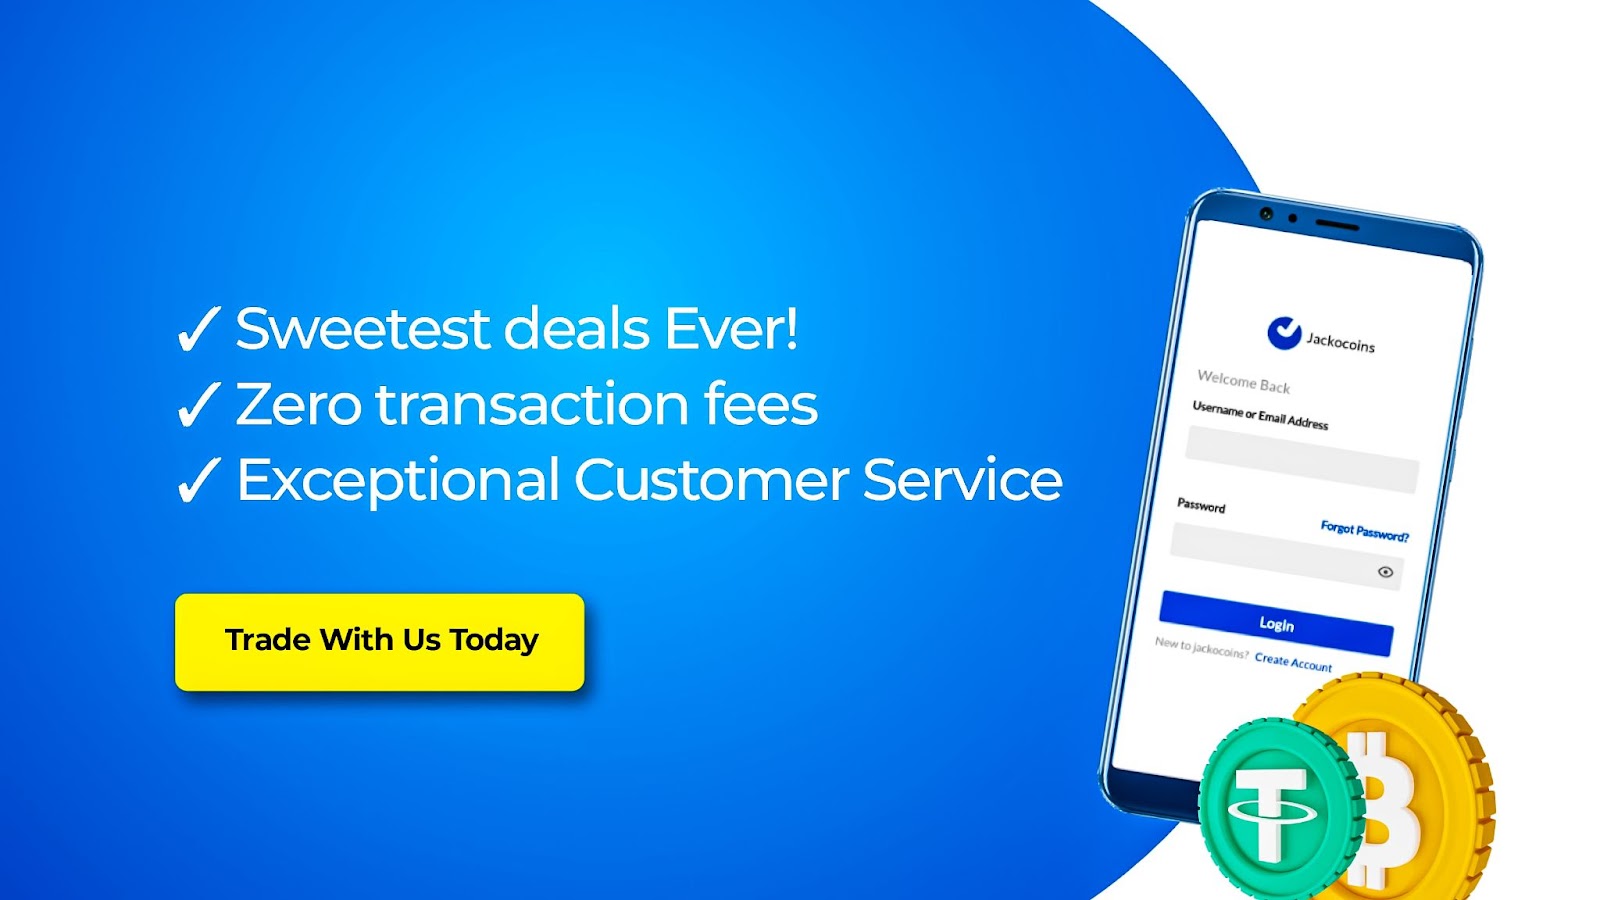 ✓ Sweetest deals Ever!
✓ Zero transaction fees
✓ Exceptional Customer Service
Trade With Us Today
Jackocoins
Welcome Back
Username or Email Address
Password
Forgot Password?
LogIn
New to jackocoins? Create Account